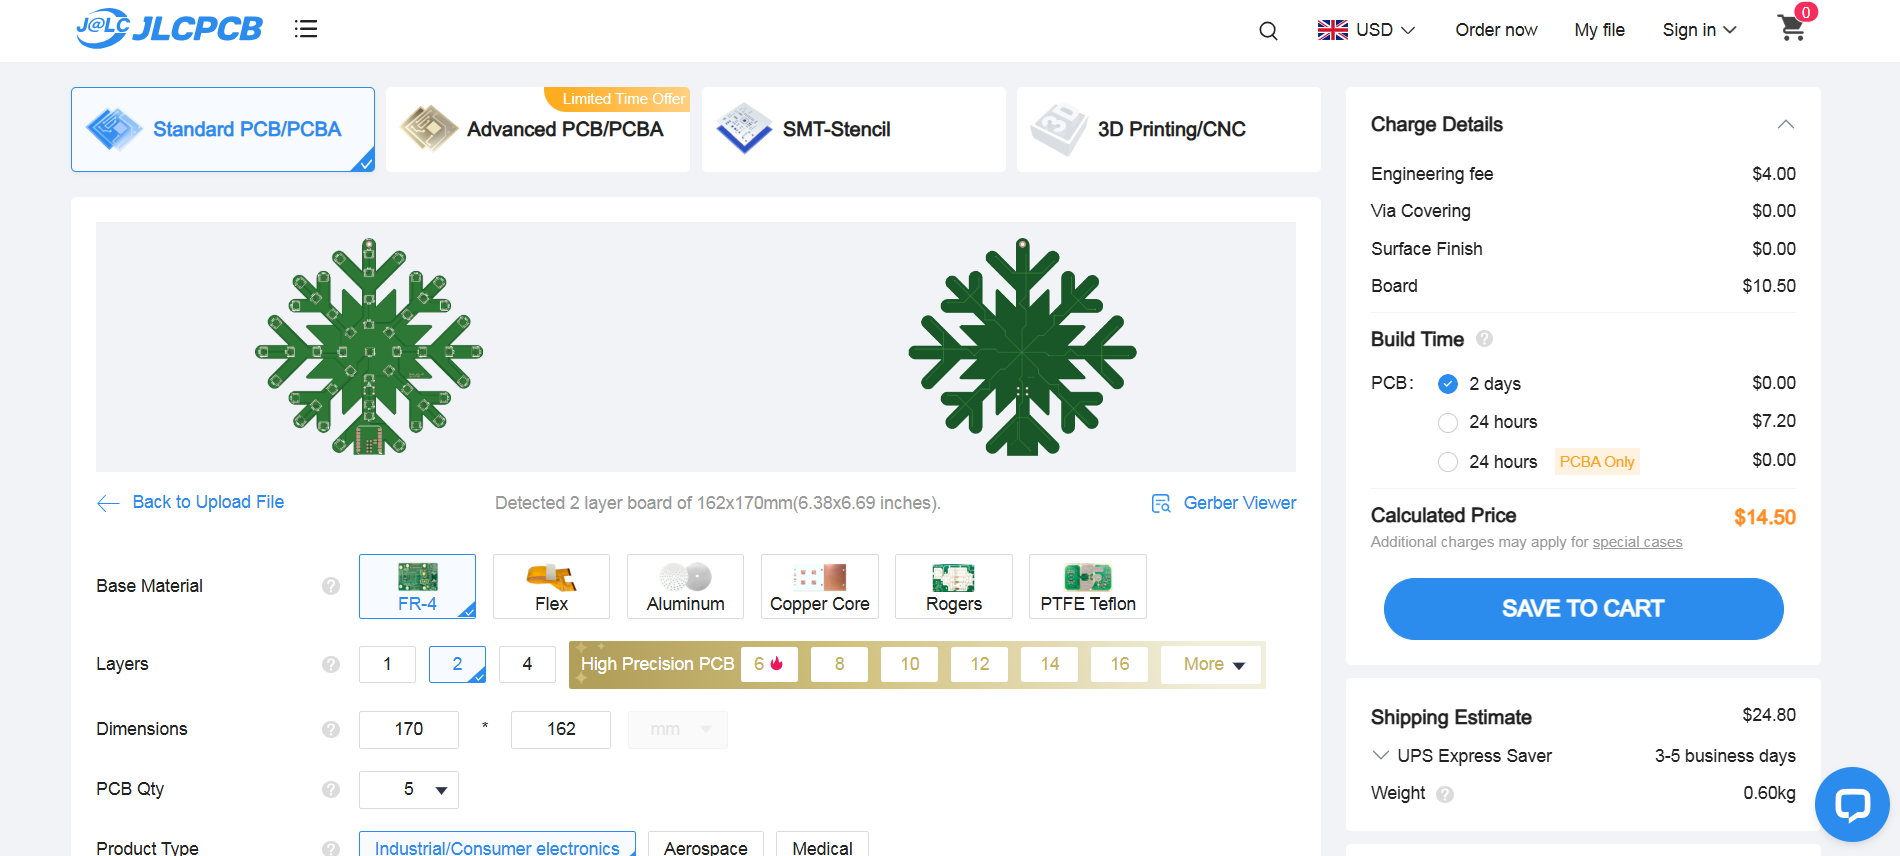 J@LC JLCPCB
USD
Order now
My file
Sign in
0
Standard PCB/PCBA
Limited Time Offer
Advanced PCB/PCBA
SMT-Stencil
3D
3D Printing/CNC
Back to Upload File
Detected 2 layer board of 162x170mm(6.38x6.69 inches).
Gerber Viewer
Base Material
?
FR-4
Flex
Aluminum
Copper Core
Rogers
PTFE Teflon
Layers
?
1
2
4
High Precision PCB
6
8
10
12
14
16
More
Dimensions
?
170
*
162
mm
PCB Qty
?
5
Product Type
?
Industrial/Consumer electronics
Aerospace
Medical
Charge Details
Engineering fee $4.00
Via Covering $0.00
Surface Finish $0.00
Board $10.50
Build Time ?
PCB: 2 days $0.00
24 hours $7.20
24 hours PCBA Only $0.00
Calculated Price $14.50
Additional charges may apply for special cases
SAVE TO CART
Shipping Estimate $24.80
UPS Express Saver 3-5 business days
Weight ? 0.60kg